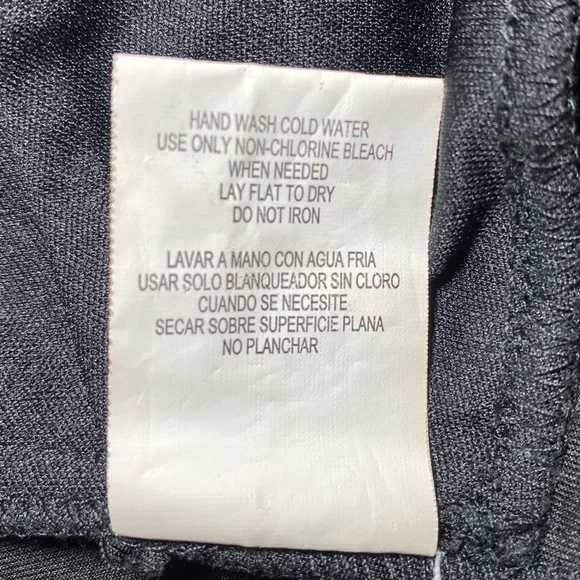 HAND WASH COLD WATER
USE ONLY NON-CHLORINE BLEACH
WHEN NEEDED
LAY FLAT TO DRY
DO NOT IRON
LAVAR A MANO CON AGUA FRIA
USAR SOLO BLANQUEADOR SIN CLORO
CUANDO SE NECESITE
SECAR SOBRE SUPERFICIE PLANA
NO PLANCHAR